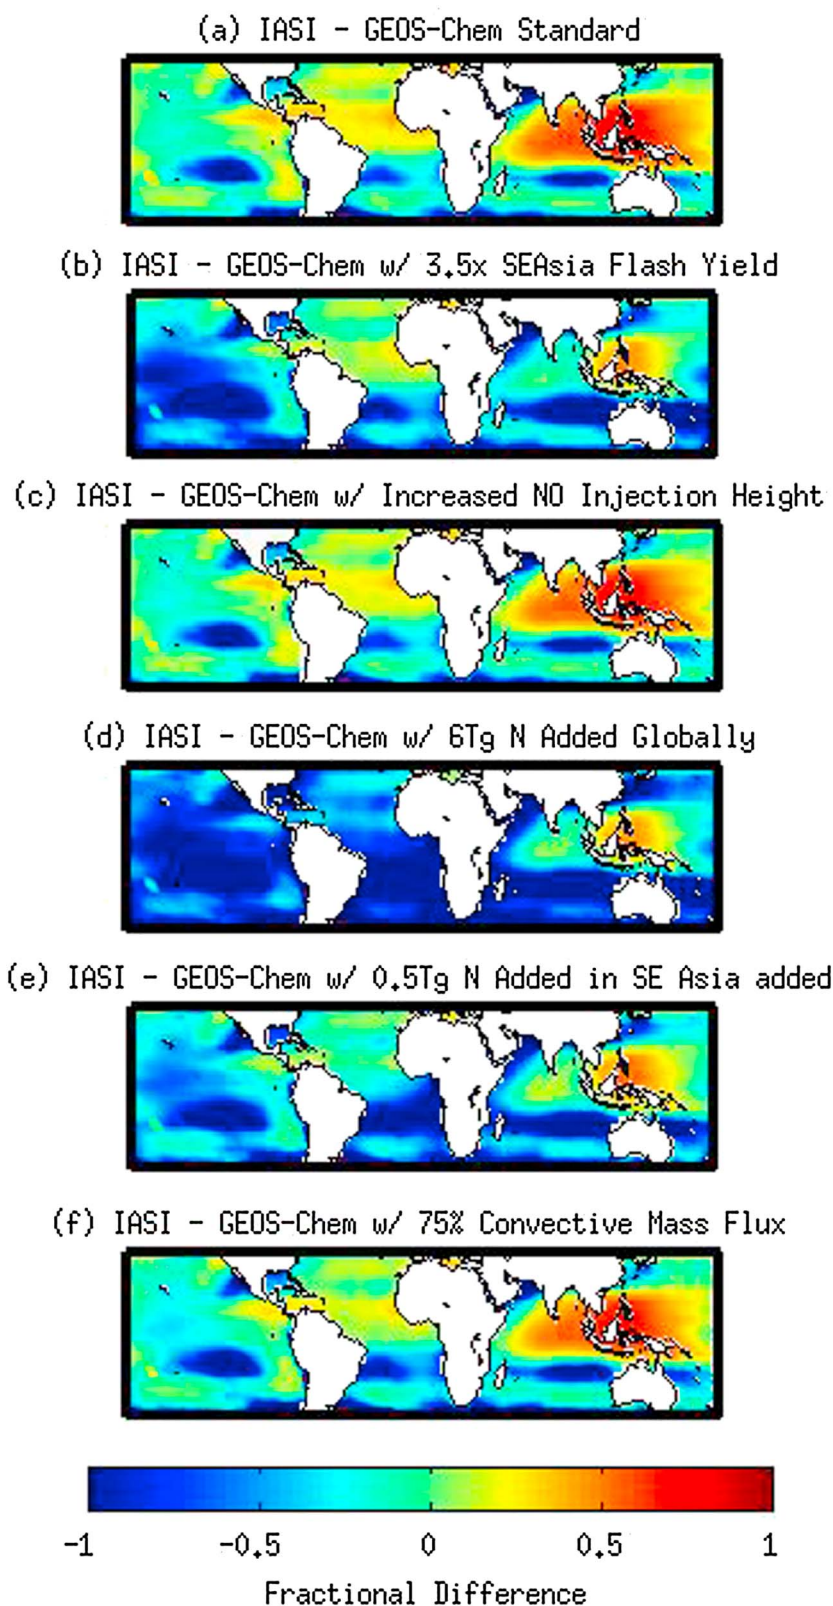 (a) IASI - GEOS-Chem Standard
(b) IASI - GEOS-Chem w/ 3.5x SEAsia Flash Yield
(c) IASI - GEOS-Chem w/ Increased NO Injection Height
(d) IASI - GEOS-Chem w/ 6Tg N Added Globally
(e) IASI - GEOS-Chem w/ 0.5Tg N Added in SE Asia added
(f) IASI - GEOS-Chem w/ 75% Convective Mass Flux
-1 -0.5 0 0.5 1
Fractional Difference